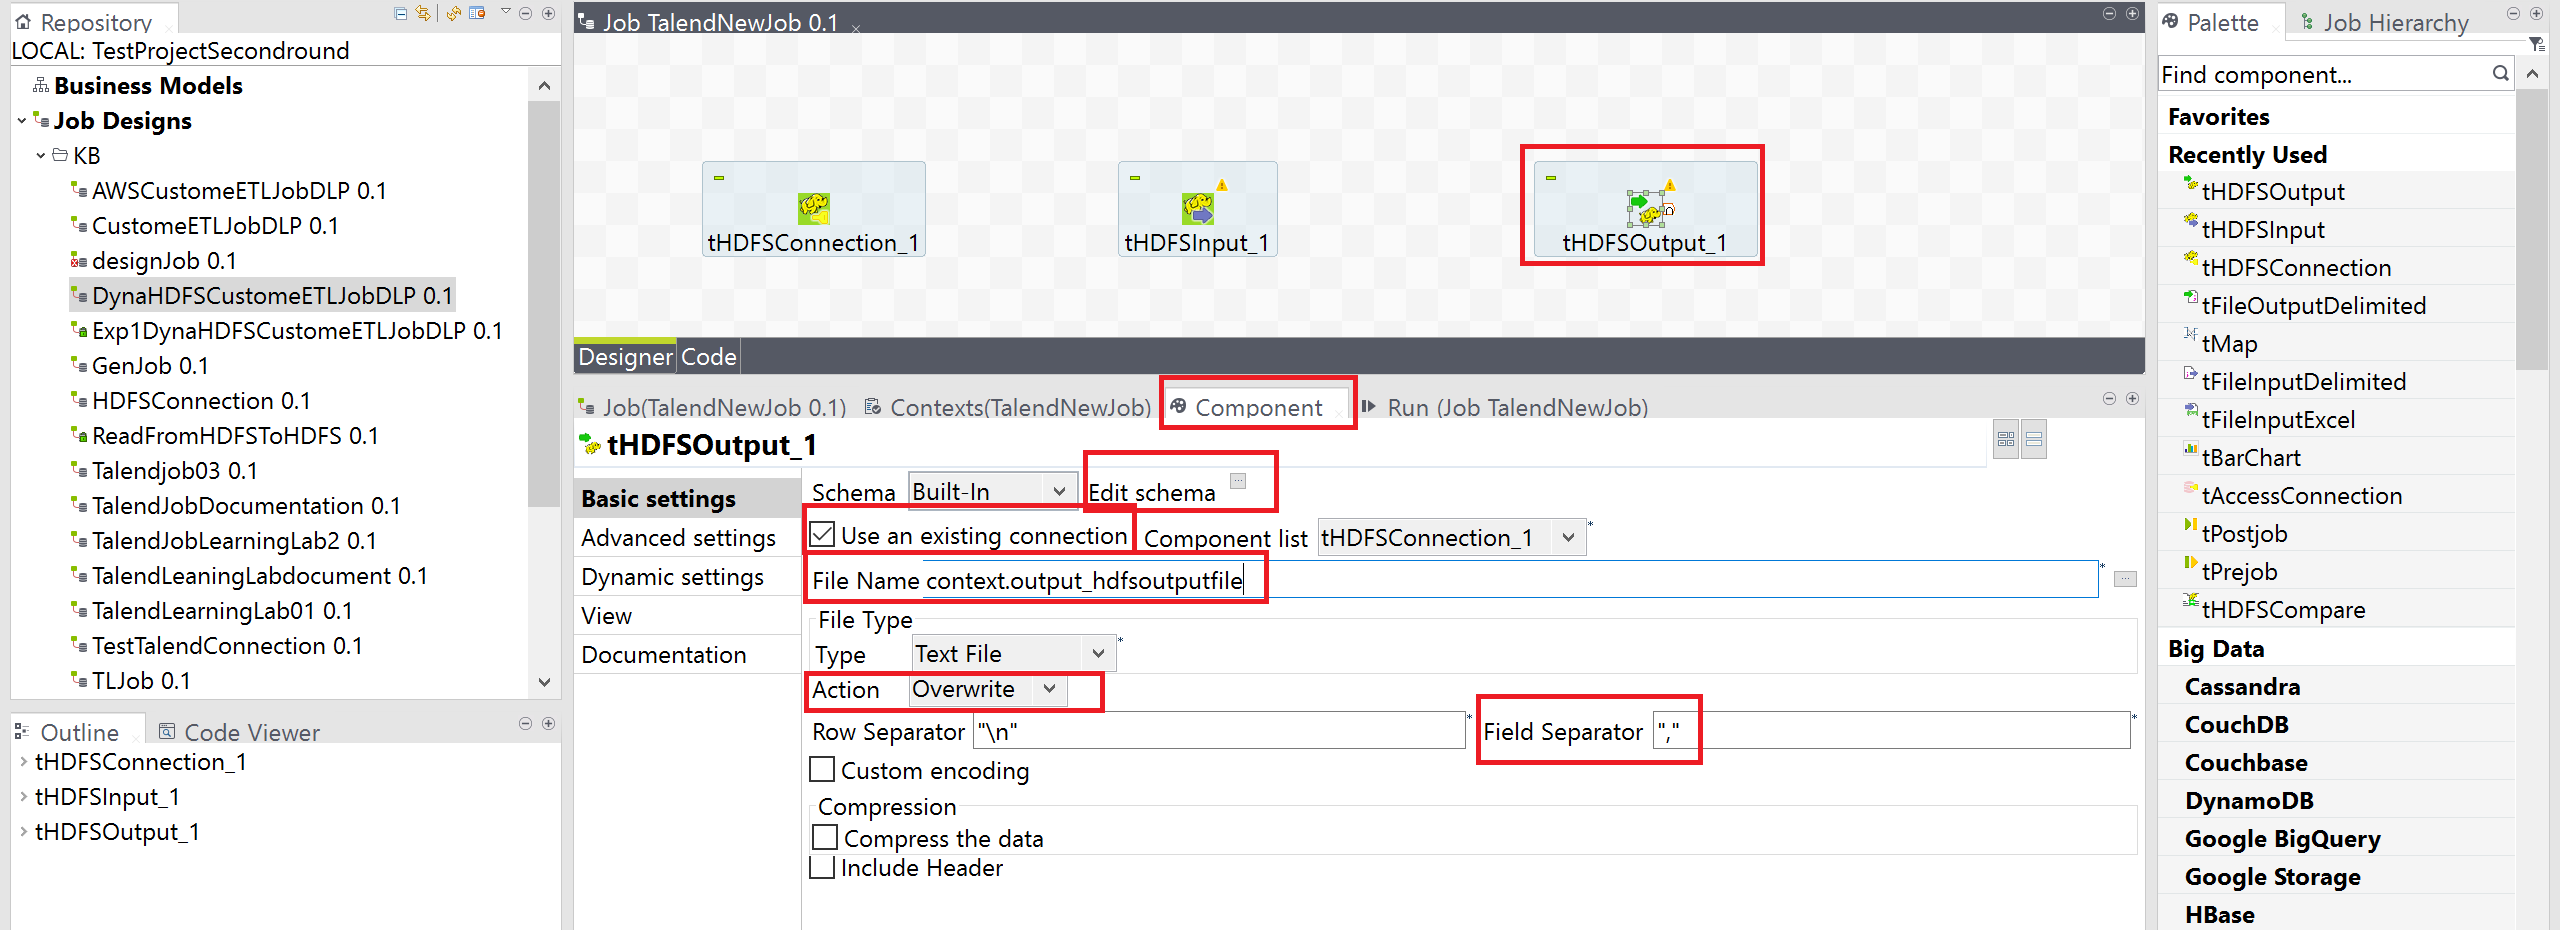 Repository
LOCAL: TestProjectSecondround
Business Models
Job Designs
KB
AWSCustomeETLJobDLP 0.1
CustomeETLJobDLP 0.1
designJob 0.1
DynaHDFSCustomeETLJobDLP 0.1
Exp1DynaHDFSCustomeETLJobDLP 0.1
GenJob 0.1
HDFSConnection 0.1
ReadFromHDFSToHDFS 0.1
Talendjob03 0.1
TalendJobDocumentation 0.1
TalendJobLearningLab2 0.1
TalendLeaningLabdocument 0.1
TalendLearningLab01 0.1
TestTalendConnection 0.1
TLJob 0.1
Outline
Code Viewer
tHDFSConnection_1
tHDFSInput_1
tHDFSOutput_1
Job TalendNewJob 0.1
tHDFSConnection_1
tHDFSInput_1
tHDFSOutput_1
Designer
Code
Job(TalendNewJob 0.1)
Contexts(TalendNewJob)
Component
Run (Job TalendNewJob)
tHDFSOutput_1
Basic settings
Advanced settings
Dynamic settings
View
Documentation
Schema Built-In Edit schema ...
Use an existing connection Component list tHDFSConnection_1 *
File Name context.output_hdfsoutputfile * ...
File Type
Type Text File *
Action Overwrite
Row Separator "\n" * Field Separator "," *
Custom encoding
Compression
Compress the data
Include Header
Palette
Job Hierarchy
Find component...
Favorites
Recently Used
tHDFSOutput
tHDFSInput
tHDFSConnection
tFileOutputDelimited
tMap
tFileInputDelimited
tFileInputExcel
tBarChart
tAccessConnection
tPostjob
tPrejob
tHDFSCompare
Big Data
Cassandra
CouchDB
Couchbase
DynamoDB
Google BigQuery
Google Storage
HBase